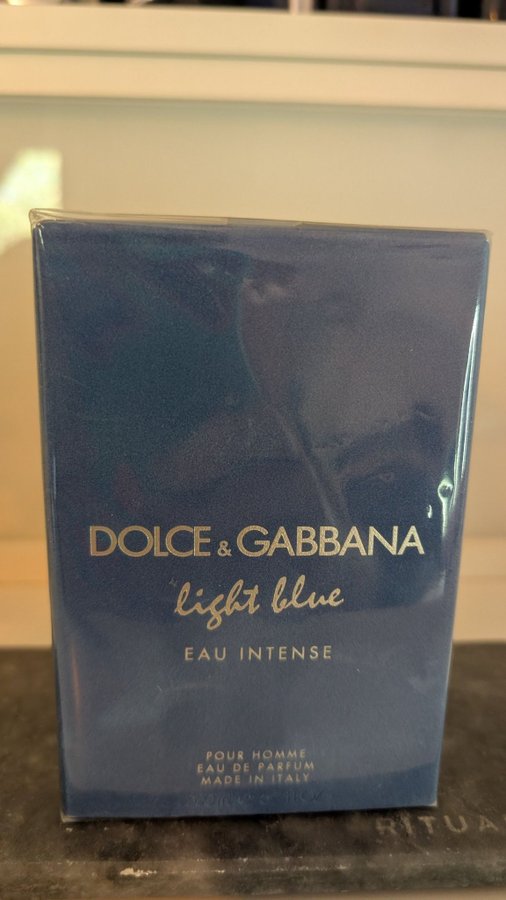 DOLCE & GABBANA
light blue
EAU INTENSE
POUR HOMME
EAU DE PARFUM
MADE IN ITALY